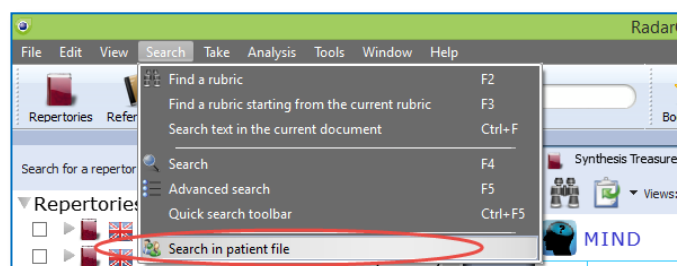 Radar
File Edit View Search Take Analysis Tools Window Help
Find a rubric F2
Find a rubric starting from the current rubric F3
Search text in the current document Ctrl+F
Search F4
Advanced search F5
Quick search toolbar Ctrl+F5
Search in patient file
Repertories Refer
Bo
Search for a repertor
Synthesis Treasure
Views:
Repertories
MIND